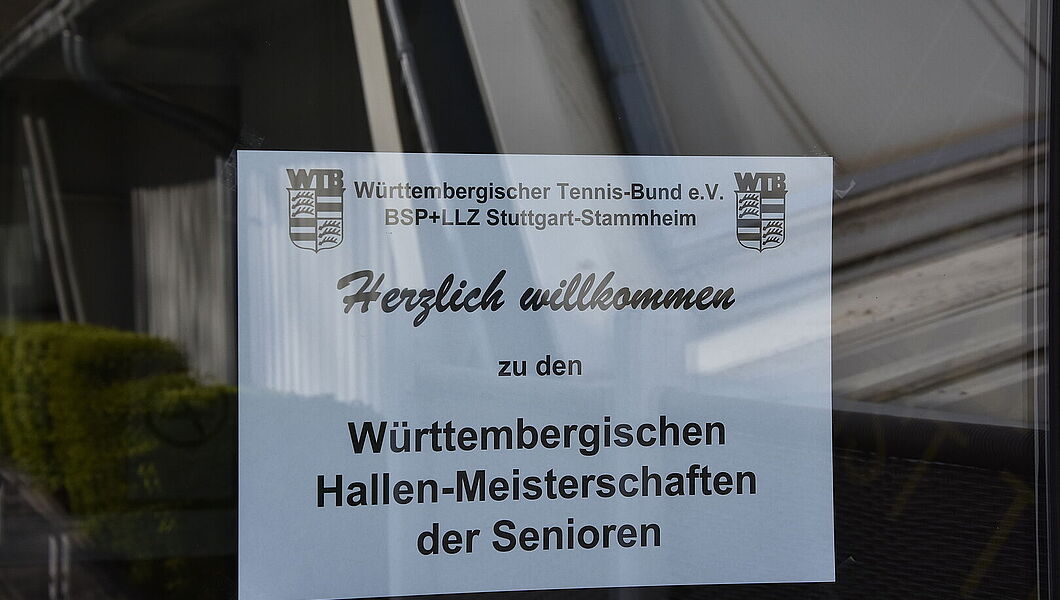 WTB
Württembergischer Tennis-Bund e.V.
WTB
BSP+LLZ Stuttgart-Stammheim
Herzlich willkommen
zu den
Württembergischen
Hallen-Meisterschaften
der Senioren